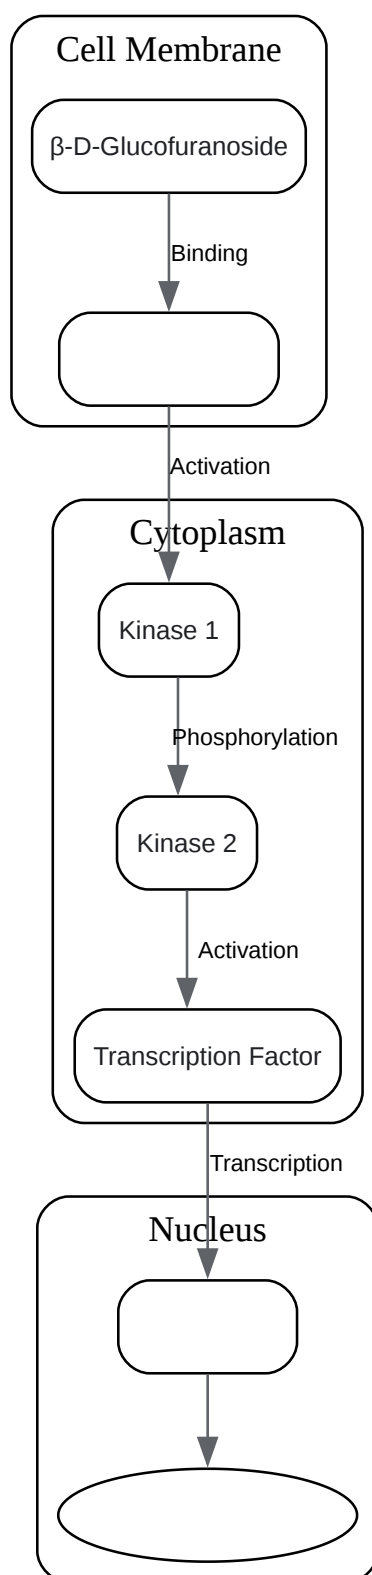 Cell Membrane
β-D-Glucofuranoside
Binding
Activation
Cytoplasm
Kinase 1
Phosphorylation
Kinase 2
Activation
Transcription Factor
Transcription
Nucleus